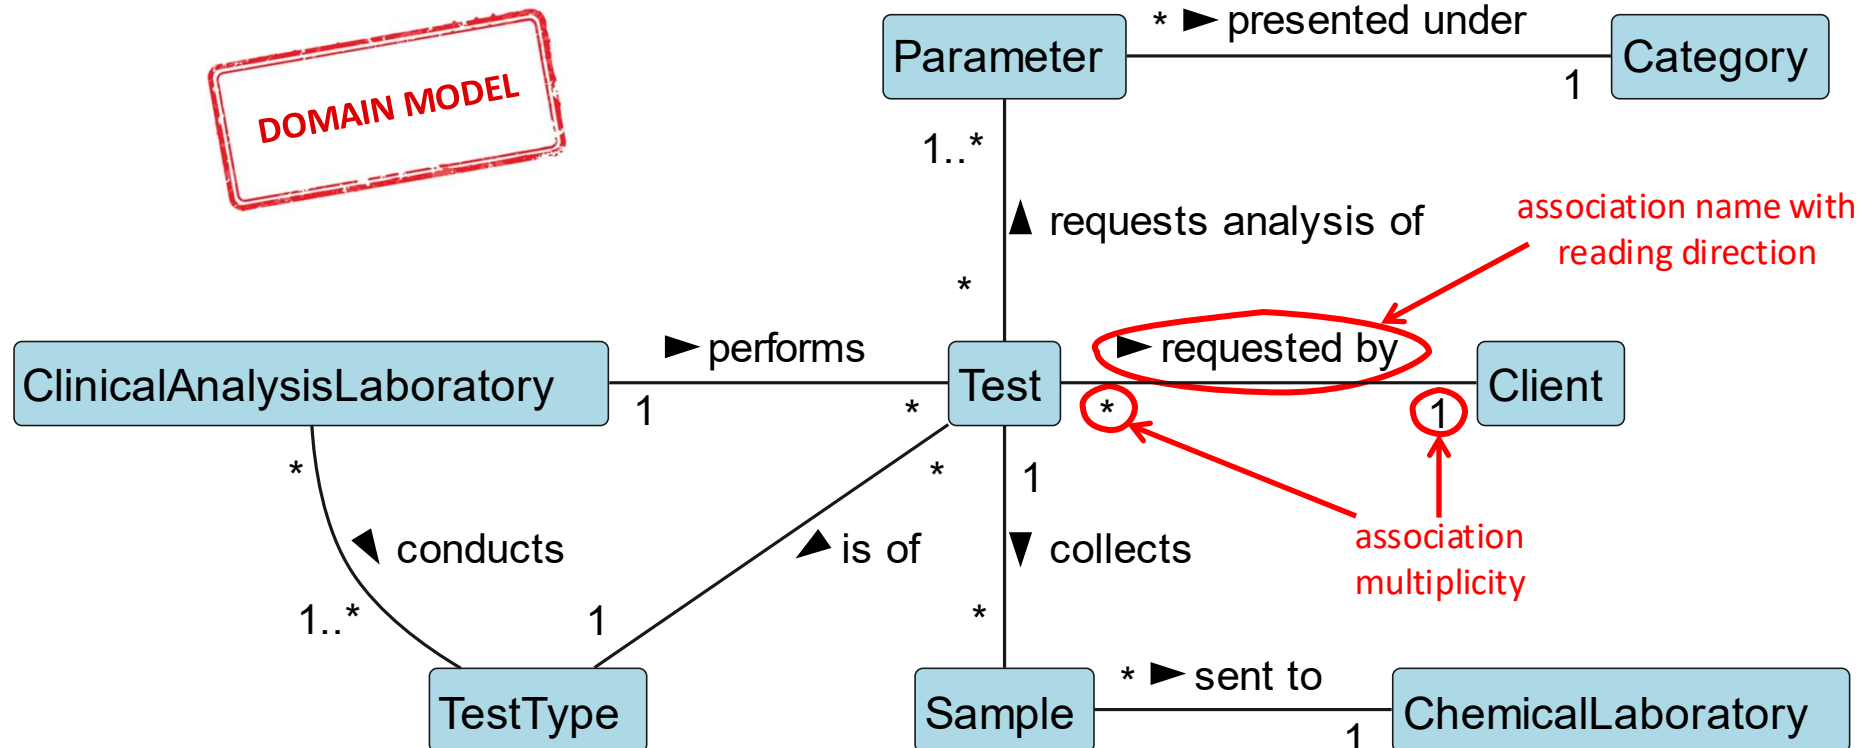 * ► presented under
Parameter
Category
1
DOMAIN MODEL
1..*
▲ requests analysis of
association name with
reading direction
*
► performs
► requested by
ClinicalAnalysisLaboratory
Test
Client
1
*
*
1
*
*
1
◀ conducts
◢ is of
▼ collects
association
multiplicity
1..*
1
*
* ► sent to
TestType
Sample
ChemicalLaboratory
1